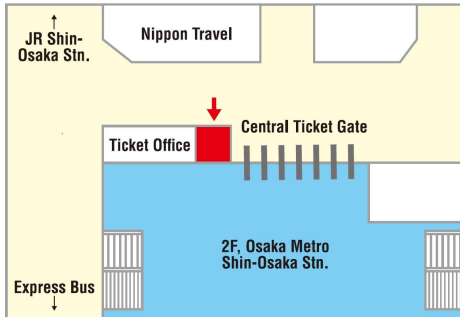 JR Shin-
Osaka Stn.
Nippon Travel
Ticket Office
Central Ticket Gate
2F, Osaka Metro
Shin-Osaka Stn.
Express Bus